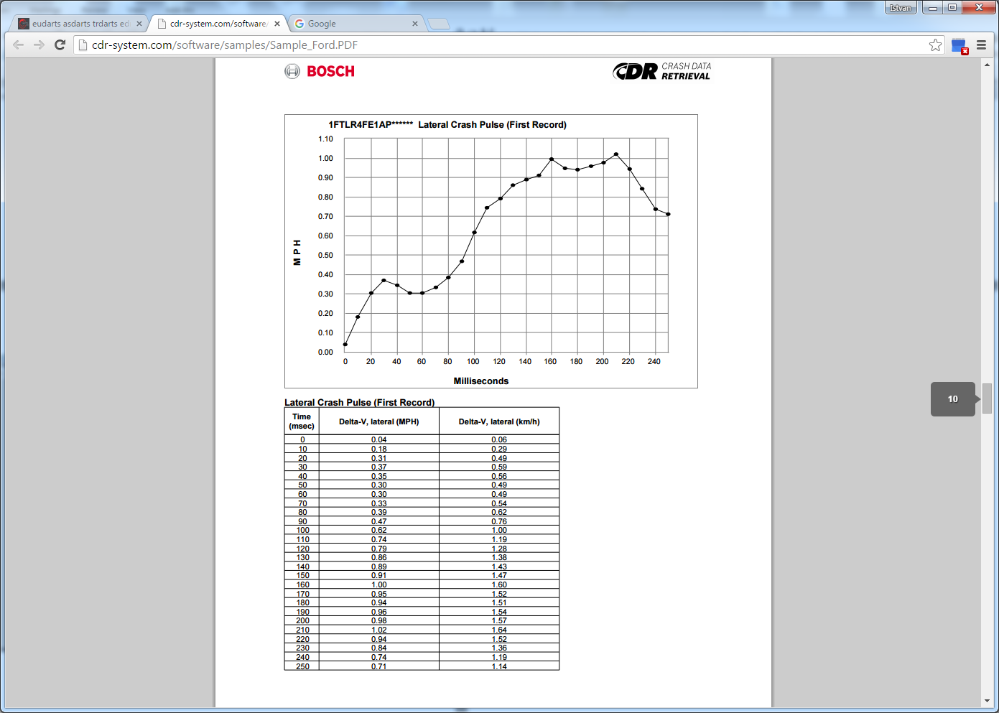 Istvan
eudarts asdarts trdarts ed
cdr-system.com/software/
Google
cdr-system.com/software/samples/Sample_Ford.PDF
BOSCH
CDR CRASH DATA
RETRIEVAL
1FTLR4FE1AP****** Lateral Crash Pulse (First Record)
1.10
1.00
0.90
0.80
0.70
0.60
0.50
0.40
0.30
0.20
0.10
0.00
MPH
0 20 40 60 80 100 120 140 160 180 200 220 240
Milliseconds
10
Lateral Crash Pulse (First Record)
Time (msec) Delta-V, lateral (MPH) Delta-V, lateral (km/h)
0 0.04 0.06
10 0.18 0.29
20 0.31 0.49
30 0.37 0.59
40 0.35 0.56
50 0.30 0.49
60 0.30 0.49
70 0.33 0.54
80 0.39 0.62
90 0.47 0.76
100 0.62 1.00
110 0.74 1.19
120 0.79 1.28
130 0.86 1.38
140 0.89 1.43
150 0.91 1.47
160 1.00 1.60
170 0.95 1.52
180 0.94 1.51
190 0.96 1.54
200 0.98 1.57
210 1.02 1.64
220 0.94 1.52
230 0.84 1.36
240 0.74 1.19
250 0.71 1.14